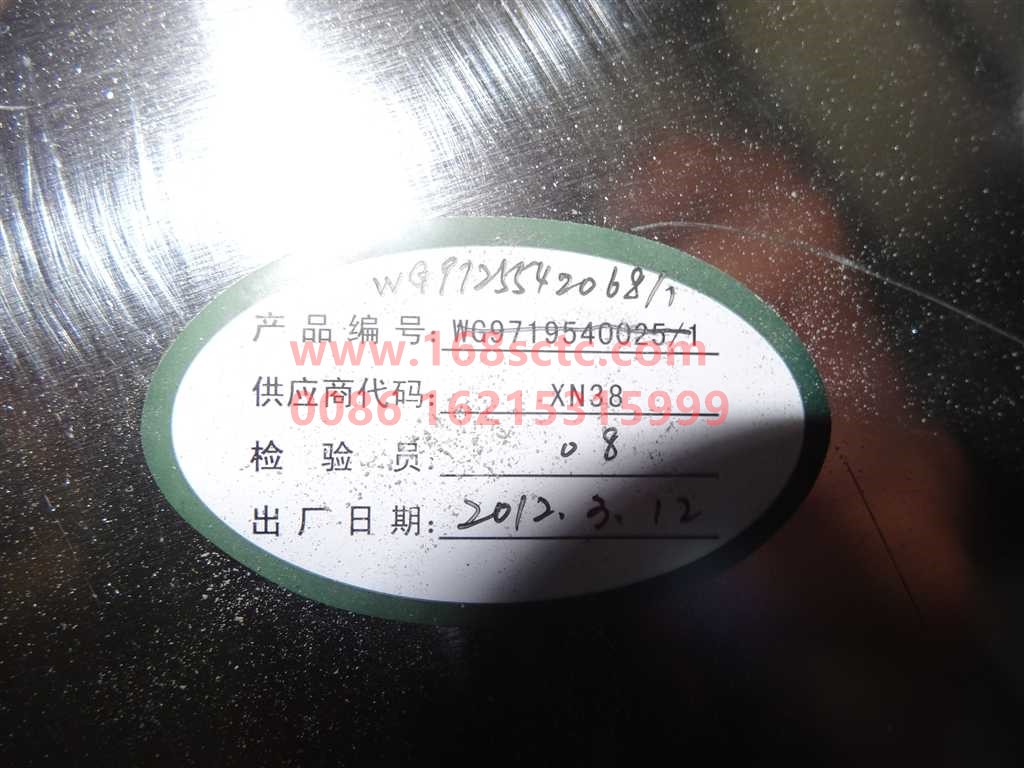 WG9725542068/1
产品编号: WG9719540025/1
www.168sctc.com
供应商代码: XN38
0086 16215315999
检验员: 08
出厂日期: 2012.3.12